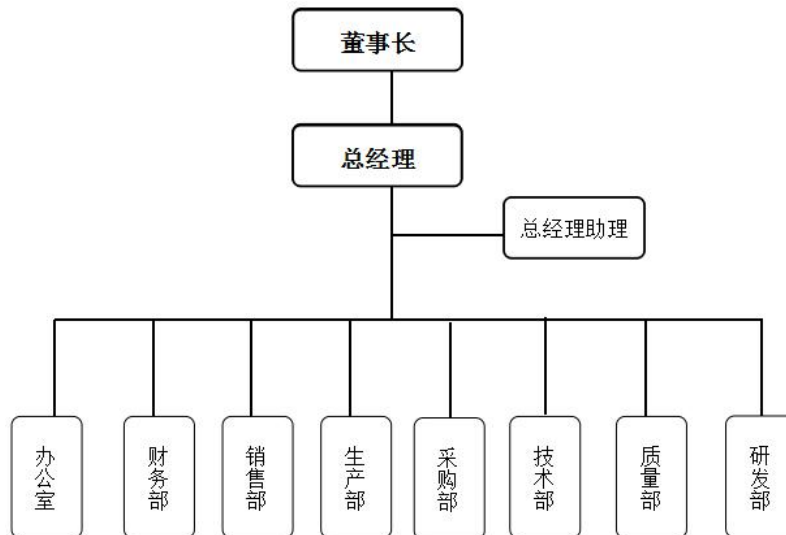 董事长
总经理
总经理助理
办公室
财务部
销售部
生产部
采购部
技术部
质量部
研发部